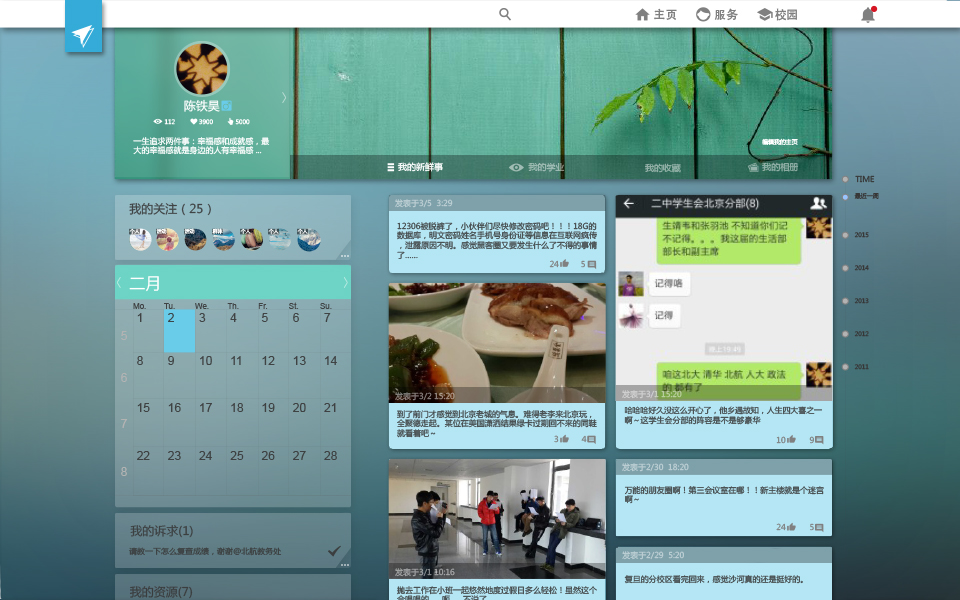 主页
服务
校园
陈铁昊
112
3900
5000
一生追求两件事：幸福感和成就感，最
大的幸福感就是身边的人有幸福感 ...
编辑我的主页
我的新鲜事
我的学业
我的收藏
我的相册
我的关注（25）
二月
Mo. Tu. We. Th. Fr. St. Su.
1 2 3 4 5 6 7
5
8 9 10 11 12 13 14
6
15 16 17 18 19 20 21
7
22 23 24 25 26 27 28
8
我的诉求(1)
请教一下怎么复查成绩，谢谢@北航教务处
我的资源(7)
发表于3/5 3:29
12306被脱裤了，小伙伴们尽快修改密码吧！！！18G的
数据库，明文密码姓名手机号身份证等信息在互联网疯传
，泄露原因不明。感觉黑客圈又要发生什么了不得的事情
了......
24 5
发表于3/2 15:20
到了前门才感觉到北京老城的气息。难得老李来北京玩，
全聚德走起。某位在美国潇洒结果绿卡过期回不来的同鞋
就看着吧～
3 4
发表于3/1 10:16
抛去工作在小班一起悠然地度过假日多么轻松！虽然这个
二中学生会北京分部(8)
生靖韦和张羽池 不知道你们记
不记得。。。我这届的生活部
部长和副主席
记得唔
记得
晚上10:49
咱这北大 清华 北航 人大 政法
的 都有了
发表于3/1 15:20
哈哈哈好久没这么开心了，他乡遇故知，人生四大喜之一
啊～这学生会分部的阵容是不是够豪华
10 9
发表于2/30 18:20
万能的朋友圈啊！第三会议室在哪！！新主楼就是个迷宫
啊～
24 5
发表于2/29 5:20
复旦的分校区看完回来，感觉沙河真的还是挺好的。
TIME
最近一周
2015
2014
2013
2012
2011